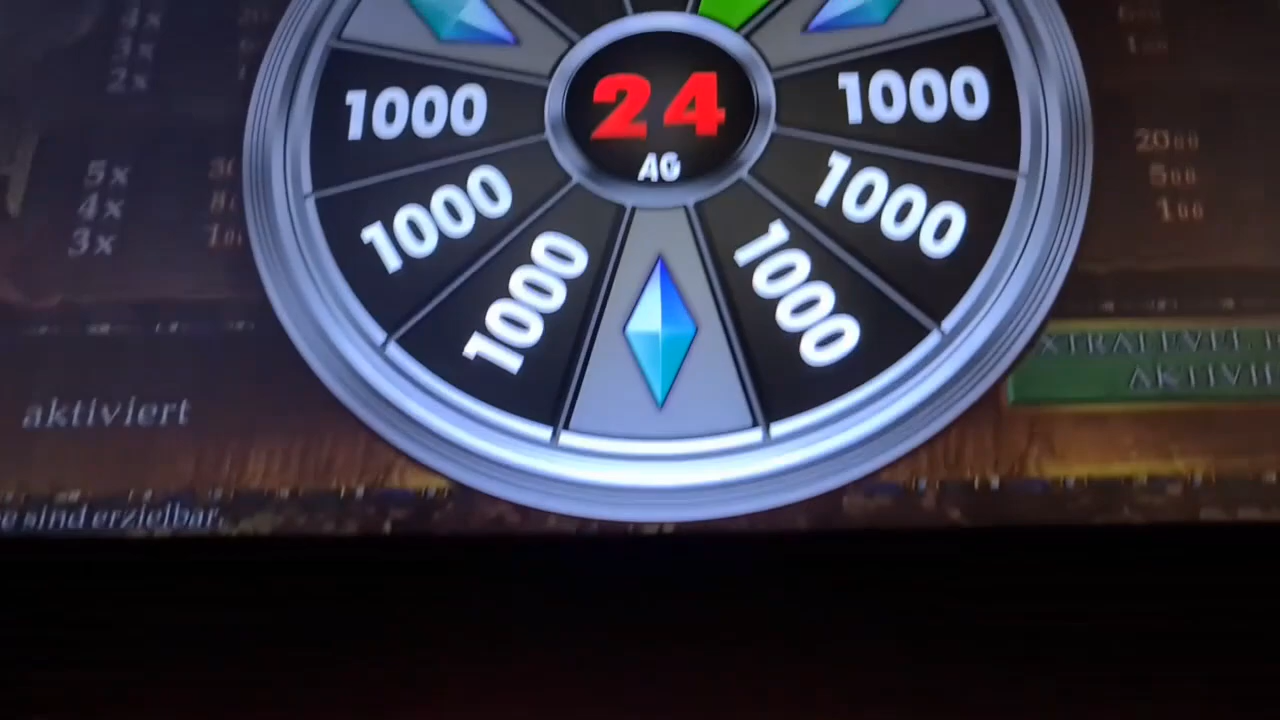 4x
3x
2x
5x
4x
3x
1000
1000
1000
24
AG
1000
1000
1000
2000
500
100
AKTIVI
aktiviert
e sind erzielbar.